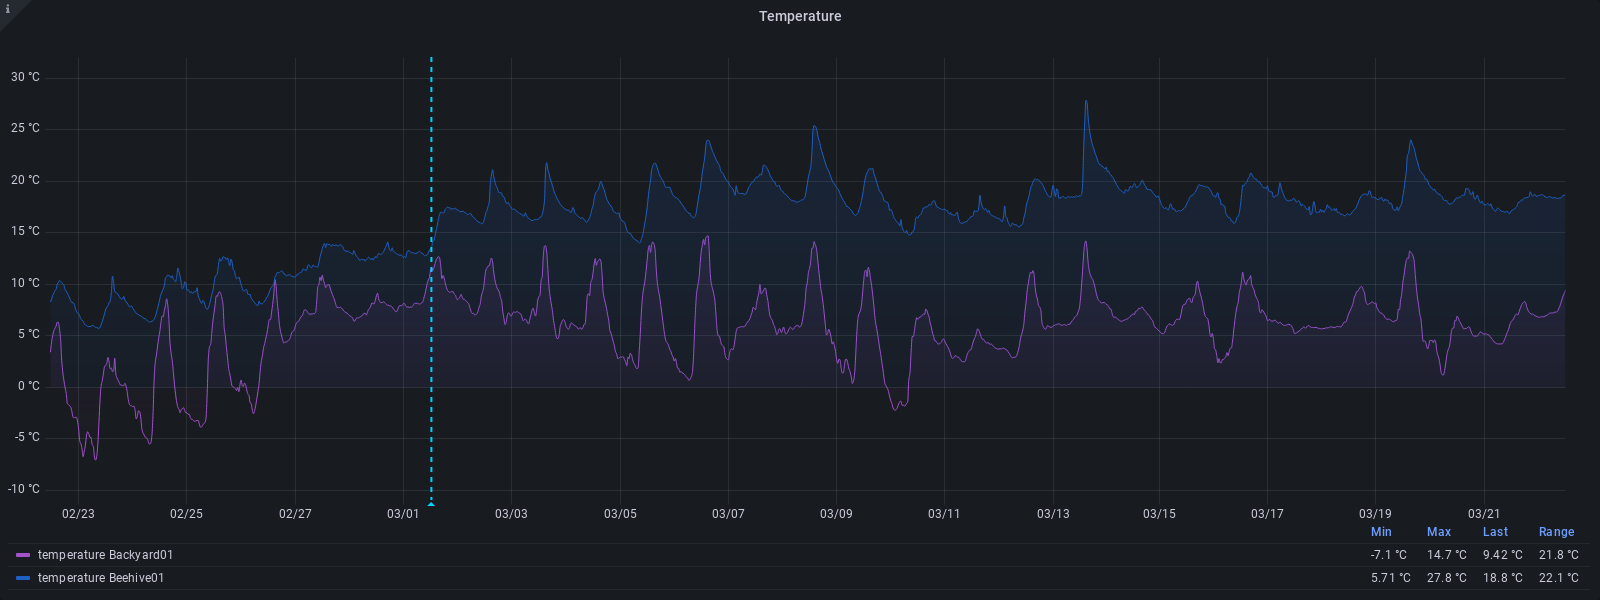 i
Temperature
30 °C
25 °C
20 °C
15 °C
10 °C
5 °C
0 °C
-5 °C
-10 °C
02/23 02/25 02/27 03/01 03/03 03/05 03/07 03/09 03/11 03/13 03/15 03/17 03/19 03/21
Min Max Last Range
temperature Backyard01 -7.1 °C 14.7 °C 9.42 °C 21.8 °C
temperature Beehive01 5.71 °C 27.8 °C 18.8 °C 22.1 °C